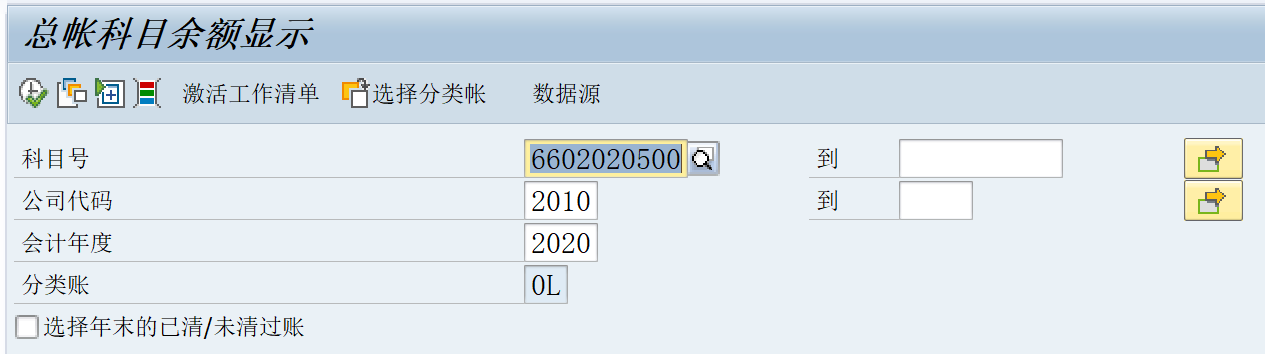 总帐科目余额显示
激活工作清单 选择分类帐 数据源
科目号 6602020500 到
公司代码 2010 到
会计年度 2020
分类账 0L
选择年末的已清/未清过账